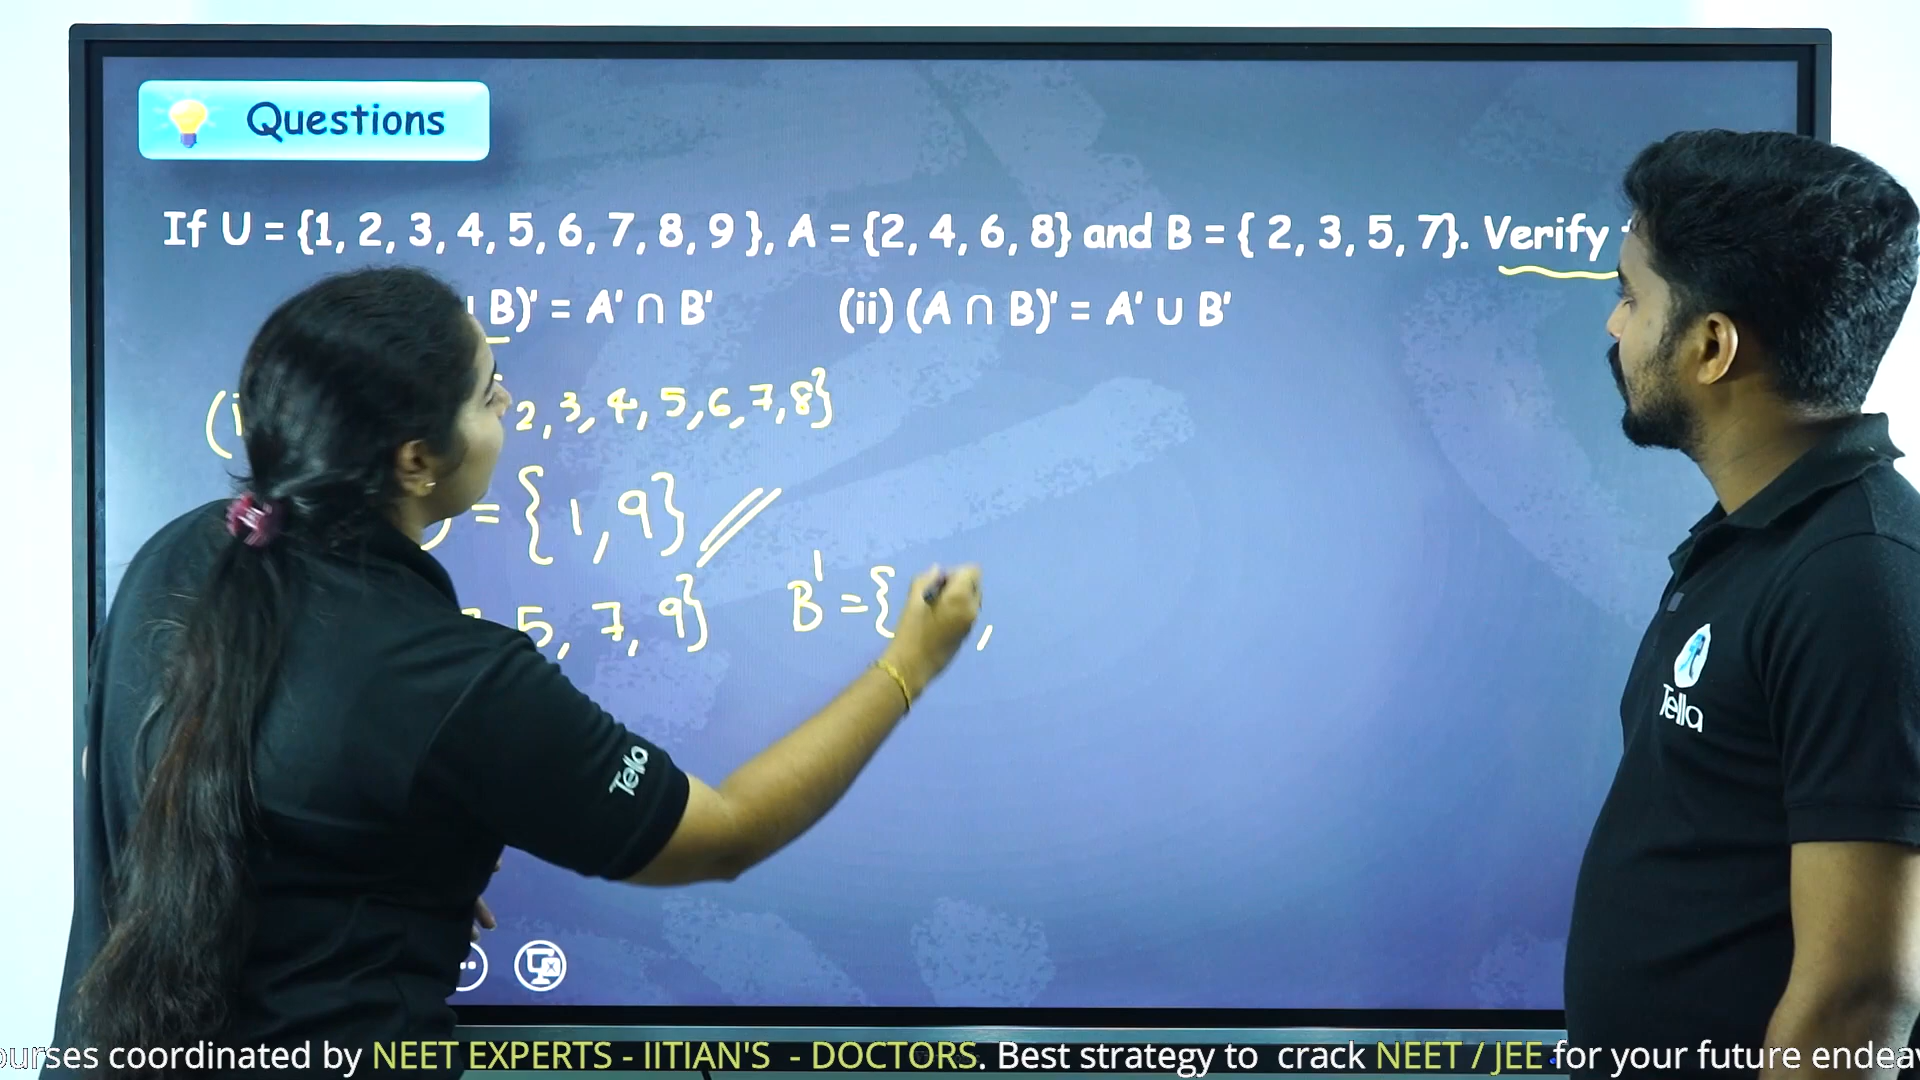 Questions
If U = {1, 2, 3, 4, 5, 6, 7, 8, 9 }, A = {2, 4, 6, 8} and B = { 2, 3, 5, 7}. Verify
B)' = A' ∩ B' (ii) (A ∩ B)' = A' ∪ B'
(i 2, 3, 4, 5, 6, 7, 8}
= {1, 9}
5, 7, 9} B' = { ,
Tella
Tella
courses coordinated by NEET EXPERTS - IITIAN'S - DOCTORS. Best strategy to crack NEET / JEE for your future endea